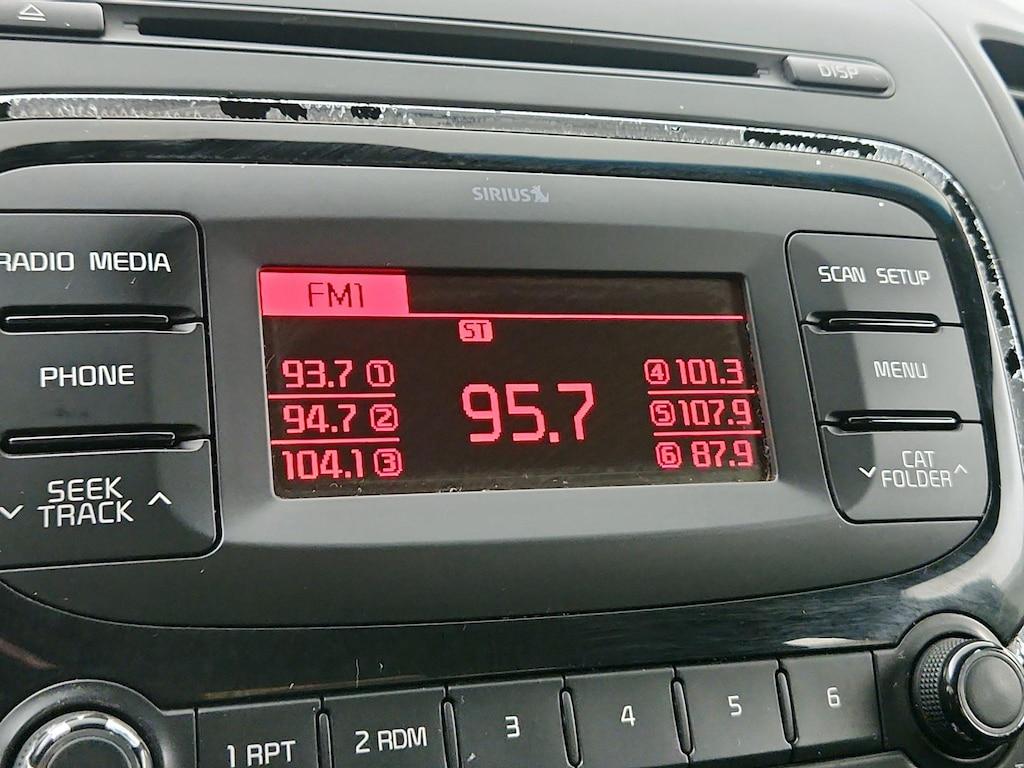 DISP
SIRIUS
RADIO MEDIA
PHONE
SEEK
TRACK
FM1
ST
93.7 1
94.7 2
104.1 3
95.7
4 101.3
5 107.9
6 87.9
SCAN SETUP
MENU
CAT
FOLDER
1 RPT
2 RDM
3
4
5
6